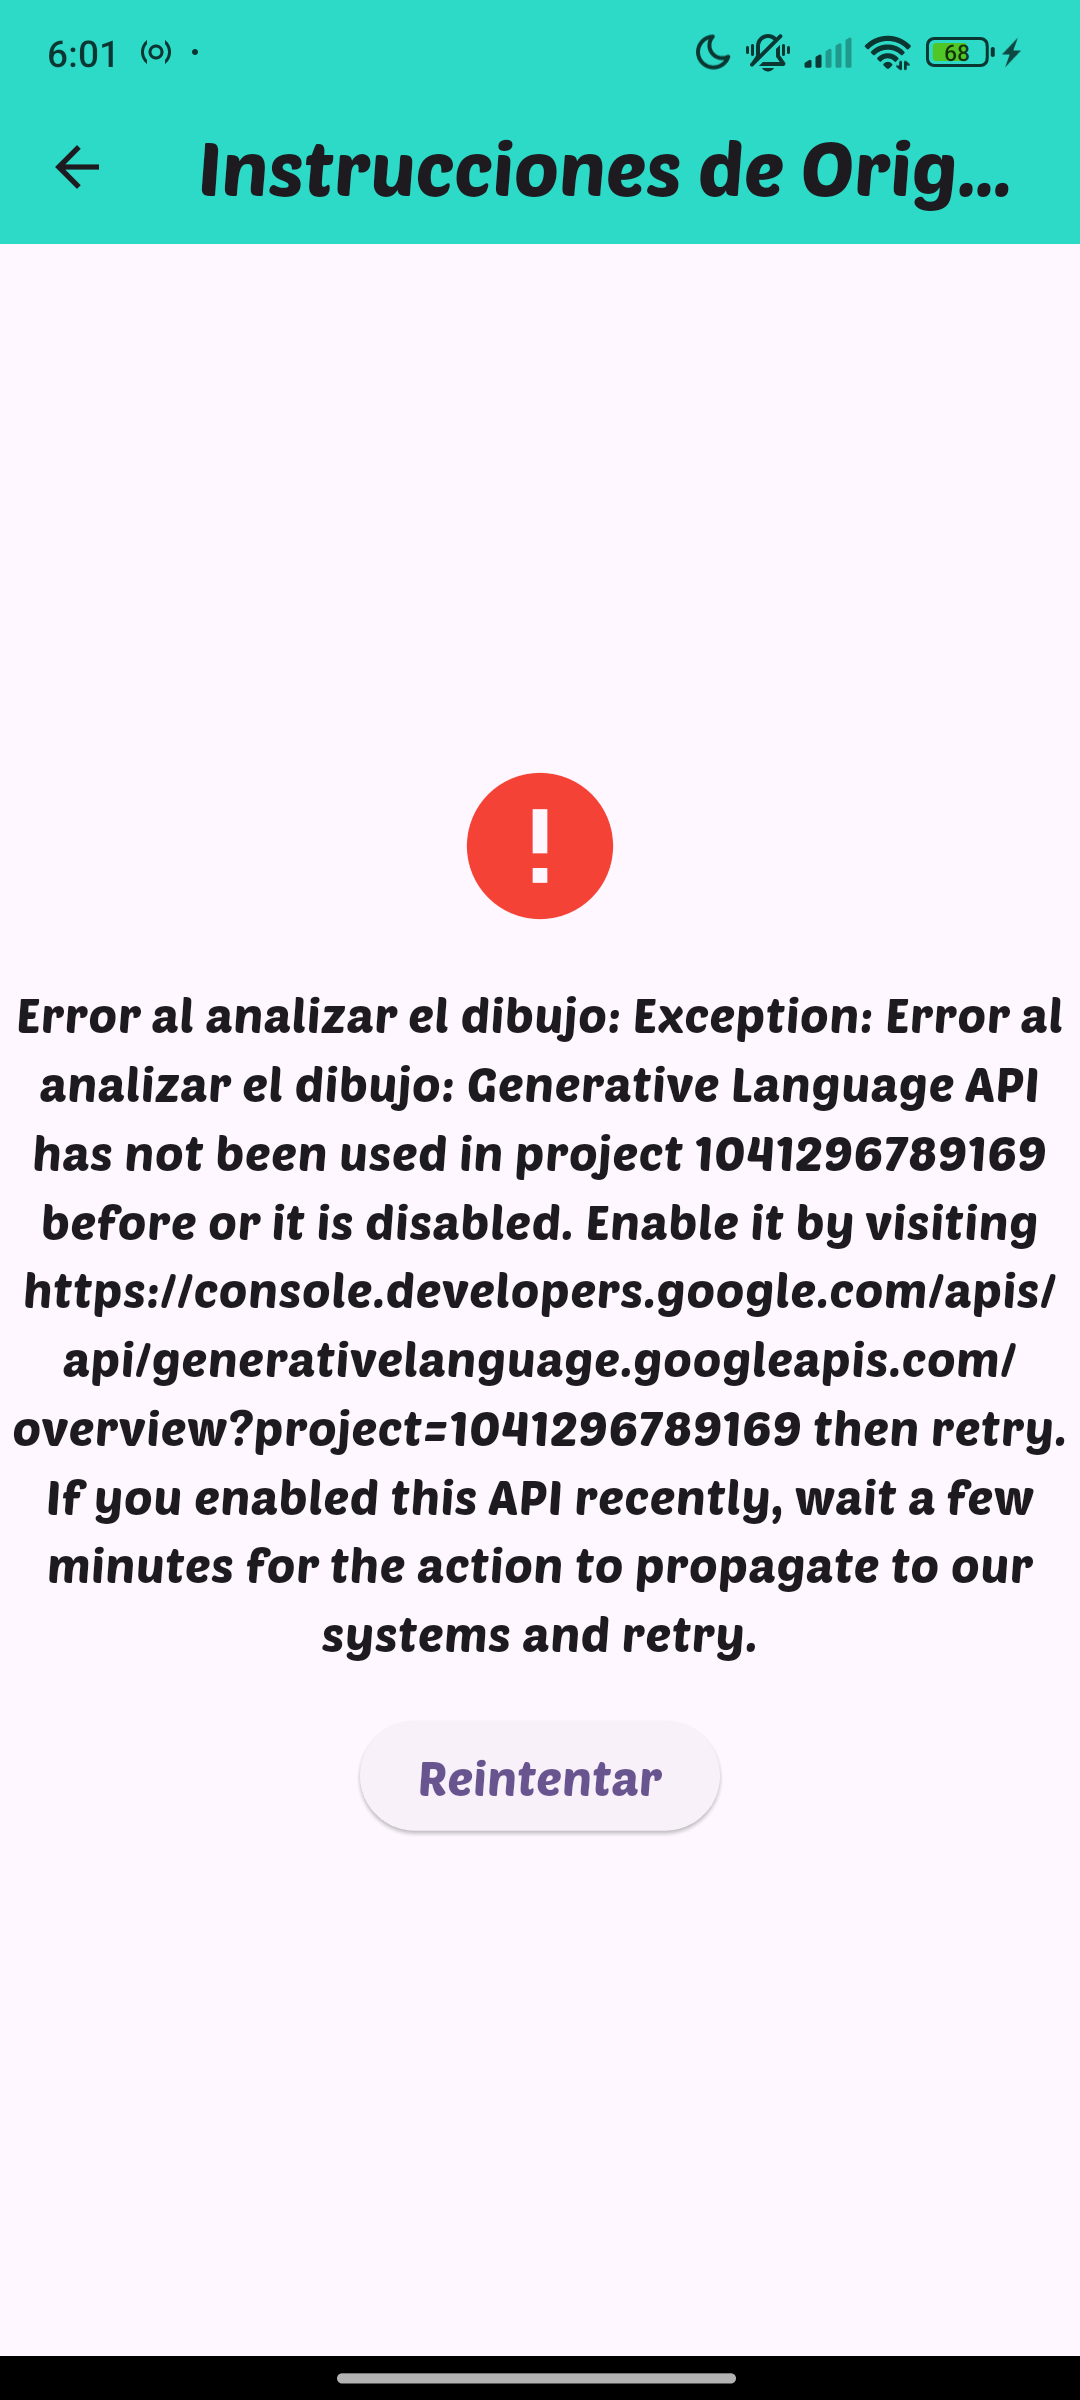 6:01
68
Instrucciones de Orig...
Error al analizar el dibujo: Exception: Error al
analizar el dibujo: Generative Language API
has not been used in project 1041296789169
before or it is disabled. Enable it by visiting
https://console.developers.google.com/apis/
api/generativelanguage.googleapis.com/
overview?project=1041296789169 then retry.
If you enabled this API recently, wait a few
minutes for the action to propagate to our
systems and retry.
Reintentar